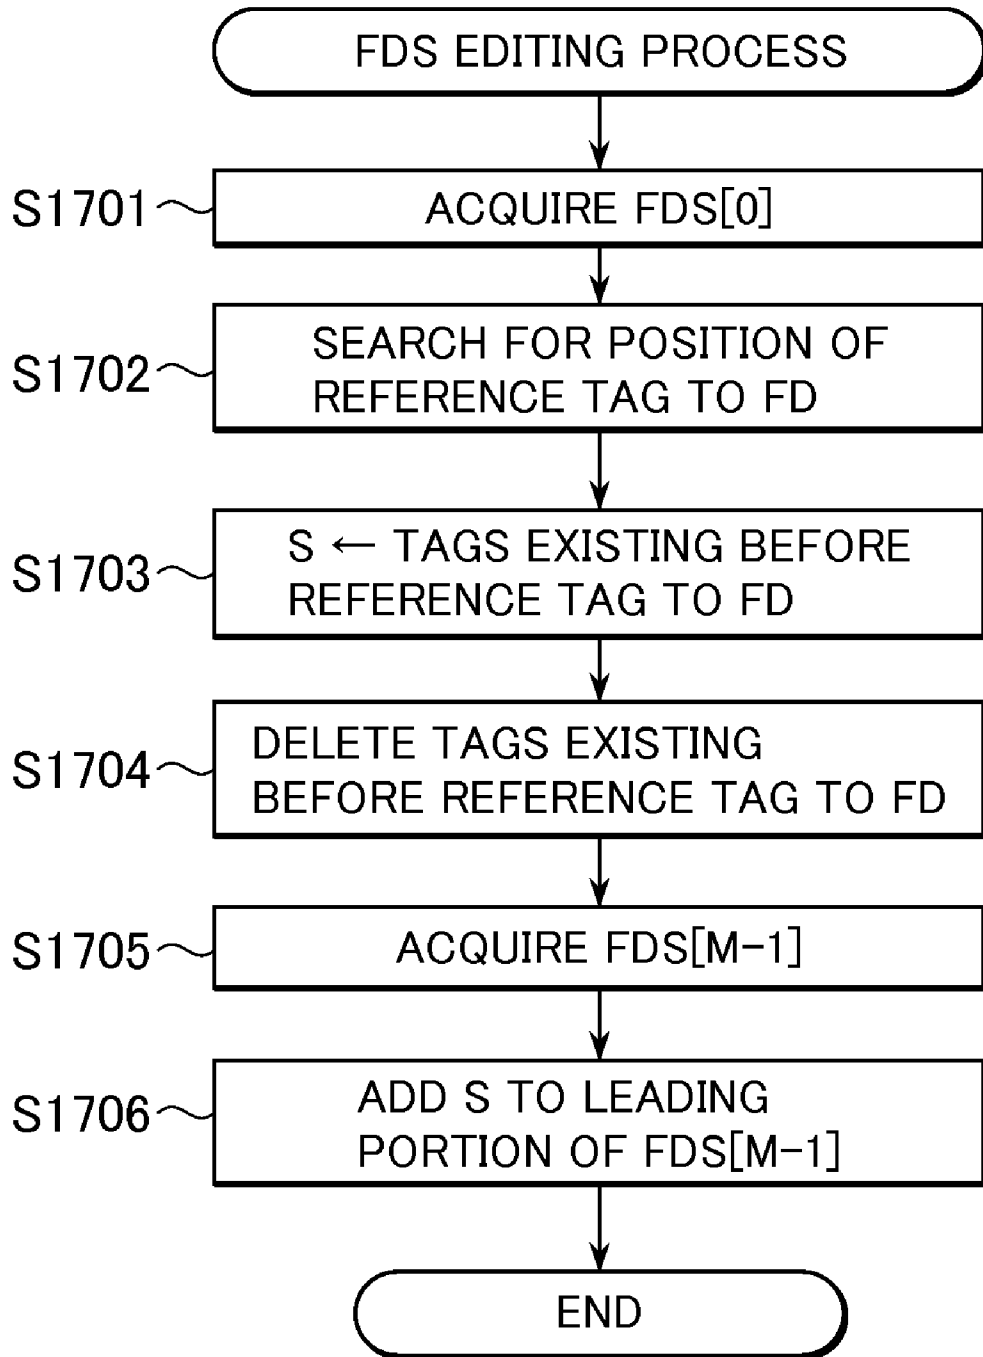 FDS EDITING PROCESS
S1701
ACQUIRE FDS[0]
S1702
SEARCH FOR POSITION OF
REFERENCE TAG TO FD
S1703
S ← TAGS EXISTING BEFORE
REFERENCE TAG TO FD
S1704
DELETE TAGS EXISTING
BEFORE REFERENCE TAG TO FD
S1705
ACQUIRE FDS[M-1]
S1706
ADD S TO LEADING
PORTION OF FDS[M-1]
END